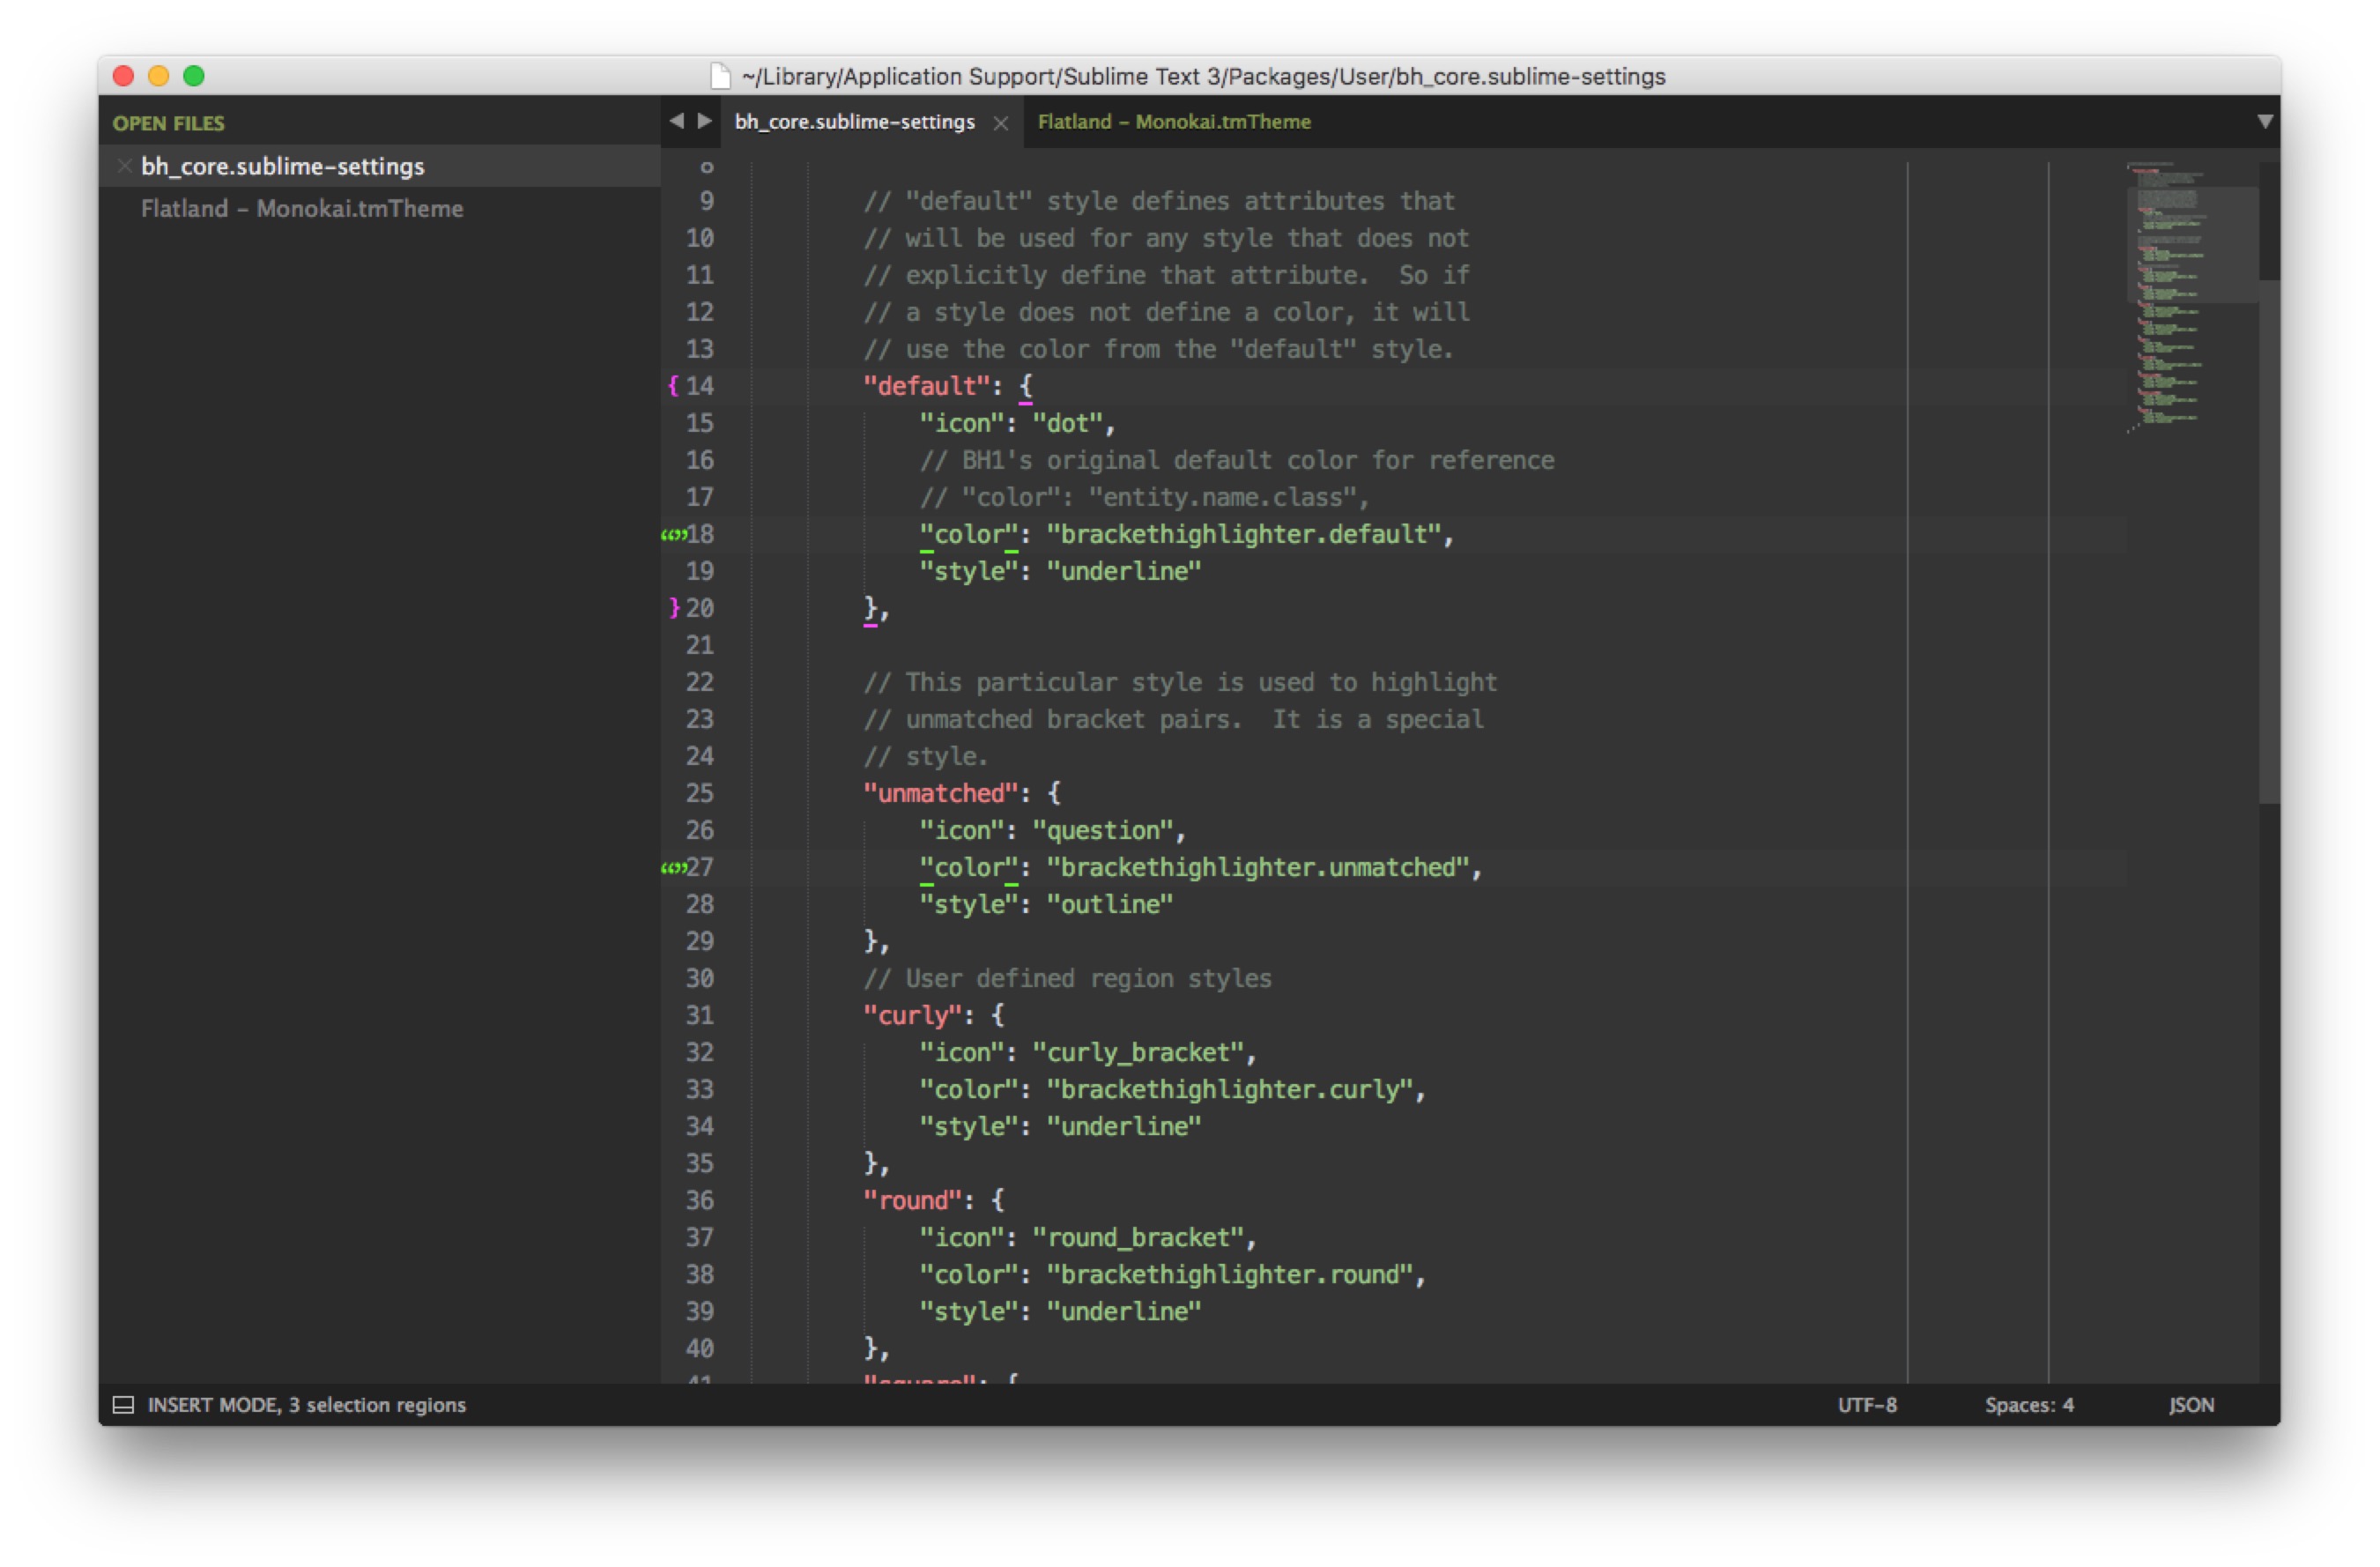 ~/Library/Application Support/Sublime Text 3/Packages/User/bh_core.sublime-settings
OPEN FILES
bh_core.sublime-settings
Flatland - Monokai.tmTheme
bh_core.sublime-settings
Flatland - Monokai.tmTheme
8
9 // "default" style defines attributes that
10 // will be used for any style that does not
11 // explicitly define that attribute.  So if
12 // a style does not define a color, it will
13 // use the color from the "default" style.
{ 14 "default": {
15 "icon": "dot",
16 // BH1's original default color for reference
17 // "color": "entity.name.class",
“”18 "color": "brackethighlighter.default",
19 "style": "underline"
} 20 },
21
22 // This particular style is used to highlight
23 // unmatched bracket pairs.  It is a special
24 // style.
25 "unmatched": {
26 "icon": "question",
“”27 "color": "brackethighlighter.unmatched",
28 "style": "outline"
29 },
30 // User defined region styles
31 "curly": {
32 "icon": "curly_bracket",
33 "color": "brackethighlighter.curly",
34 "style": "underline"
35 },
36 "round": {
37 "icon": "round_bracket",
38 "color": "brackethighlighter.round",
39 "style": "underline"
40 },
41 "square": {
INSERT MODE, 3 selection regions
UTF-8
Spaces: 4
JSON